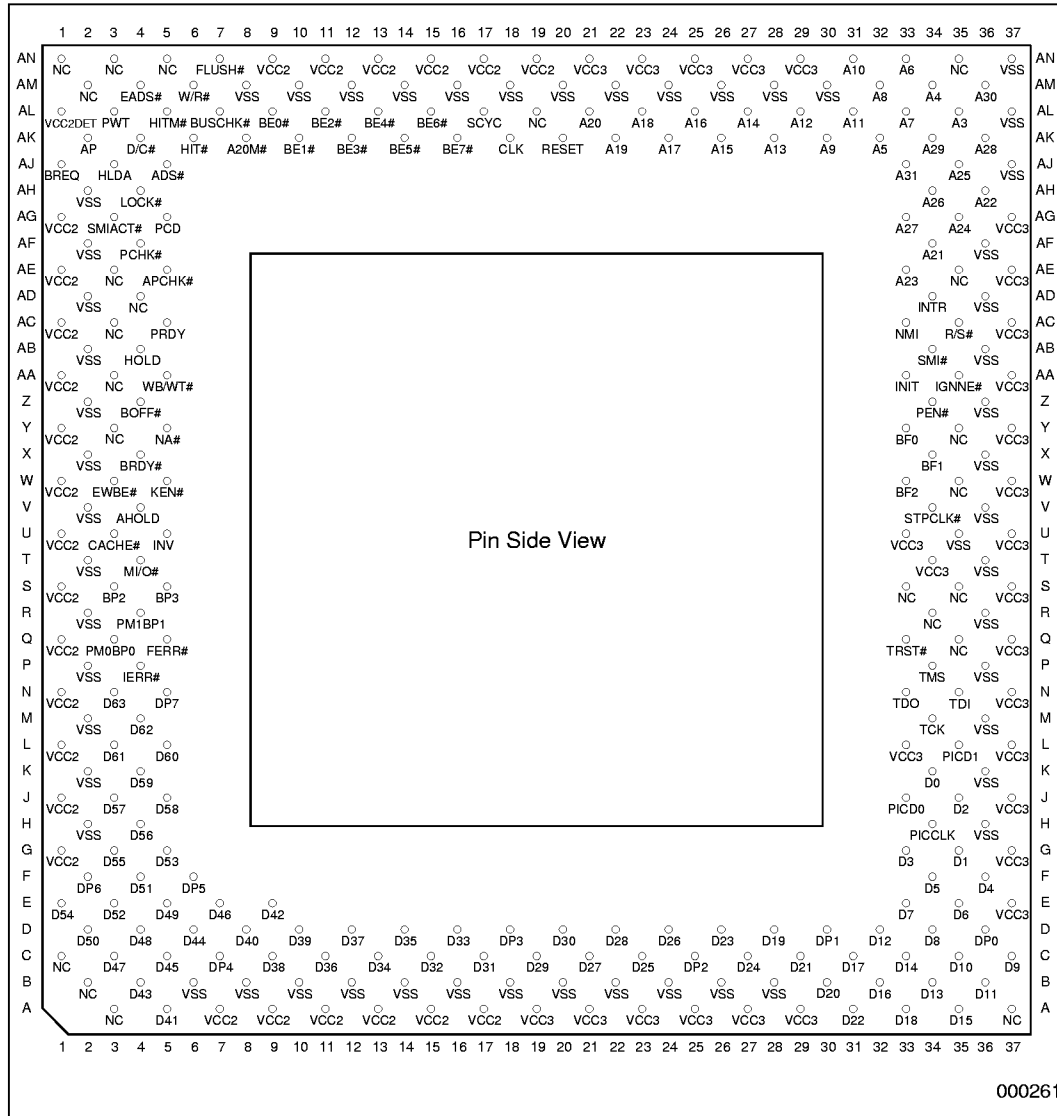 1 2 3 4 5 6 7 8 9 10 11 12 13 14 15 16 17 18 19 20 21 22 23 24 25 26 27 28 29 30 31 32 33 34 35 36 37
AN NC NC NC FLUSH# VCC2 VCC2 VCC2 VCC2 VCC2 VCC2 VCC3 VCC3 VCC3 VCC3 VCC3 A10 A6 NC VSS AN
AM NC EADS# W/R# VSS VSS VSS VSS VSS VSS VSS VSS VSS VSS VSS VSS A8 A4 A30 AM
AL VCC2DET PWT HITM# BUSCHK# BE0# BE2# BE4# BE6# SCYC NC A20 A18 A16 A14 A12 A11 A7 A3 VSS AL
AK AP D/C# HIT# A20M# BE1# BE3# BE5# BE7# CLK RESET A19 A17 A15 A13 A9 A5 A29 A28 AK
AJ BREQ HLDA ADS# A31 A25 VSS AJ
AH VSS LOCK# A26 A22 AH
AG VCC2 SMIACT# PCD A27 A24 VCC3 AG
AF VSS PCHK# A21 VSS AF
AE VCC2 NC APCHK# A23 NC VCC3 AE
AD VSS NC INTR VSS AD
AC VCC2 NC PRDY NMI R/S# VCC3 AC
AB VSS HOLD SMI# VSS AB
AA VCC2 NC WB/WT# INIT IGNNE# VCC3 AA
Z VSS BOFF# PEN# VSS Z
Y VCC2 NC NA# BF0 NC VCC3 Y
X VSS BRDY# BF1 VSS X
W VCC2 EWBE# KEN# BF2 NC VCC3 W
V VSS AHOLD STPCLK# VSS V
U VCC2 CACHE# INV Pin Side View VCC3 VSS VCC3 U
T VSS MI/O# VCC3 VSS T
S VCC2 BP2 BP3 NC NC VCC3 S
R VSS PM1BP1 NC VSS R
Q VCC2 PM0BP0 FERR# TRST# NC VCC3 Q
P VSS IERR# TMS VSS P
N VCC2 D63 DP7 TDO TDI VCC3 N
M VSS D62 TCK VSS M
L VCC2 D61 D60 VCC3 PICD1 VCC3 L
K VSS D59 D0 VSS K
J VCC2 D57 D58 PICD0 D2 VCC3 J
H VSS D56 PICCLK VSS H
G VCC2 D55 D53 D3 D1 VCC3 G
F DP6 D51 DP5 D5 D4 F
E D54 D52 D49 D46 D42 D7 D6 VCC3 E
D D50 D48 D44 D40 D39 D37 D35 D33 DP3 D30 D28 D26 D23 D19 DP1 D12 D8 DP0 D
C NC D47 D45 DP4 D38 D36 D34 D32 D31 D29 D27 D25 DP2 D24 D21 D17 D14 D10 D9 C
B NC D43 VSS VSS VSS VSS VSS VSS VSS VSS VSS VSS VSS VSS D20 D16 D13 D11 B
A NC D41 VCC2 VCC2 VCC2 VCC2 VCC2 VCC2 VCC3 VCC3 VCC3 VCC3 VCC3 VCC3 D22 D18 D15 NC A
1 2 3 4 5 6 7 8 9 10 11 12 13 14 15 16 17 18 19 20 21 22 23 24 25 26 27 28 29 30 31 32 33 34 35 36 37
000261